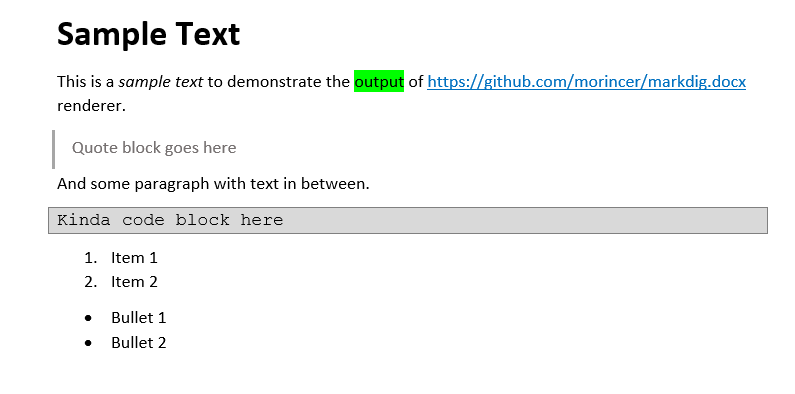 Sample Text
This is a sample text to demonstrate the output of https://github.com/morincer/markdig.docx
renderer.
Quote block goes here
And some paragraph with text in between.
Kinda code block here
1. Item 1
2. Item 2
• Bullet 1
• Bullet 2